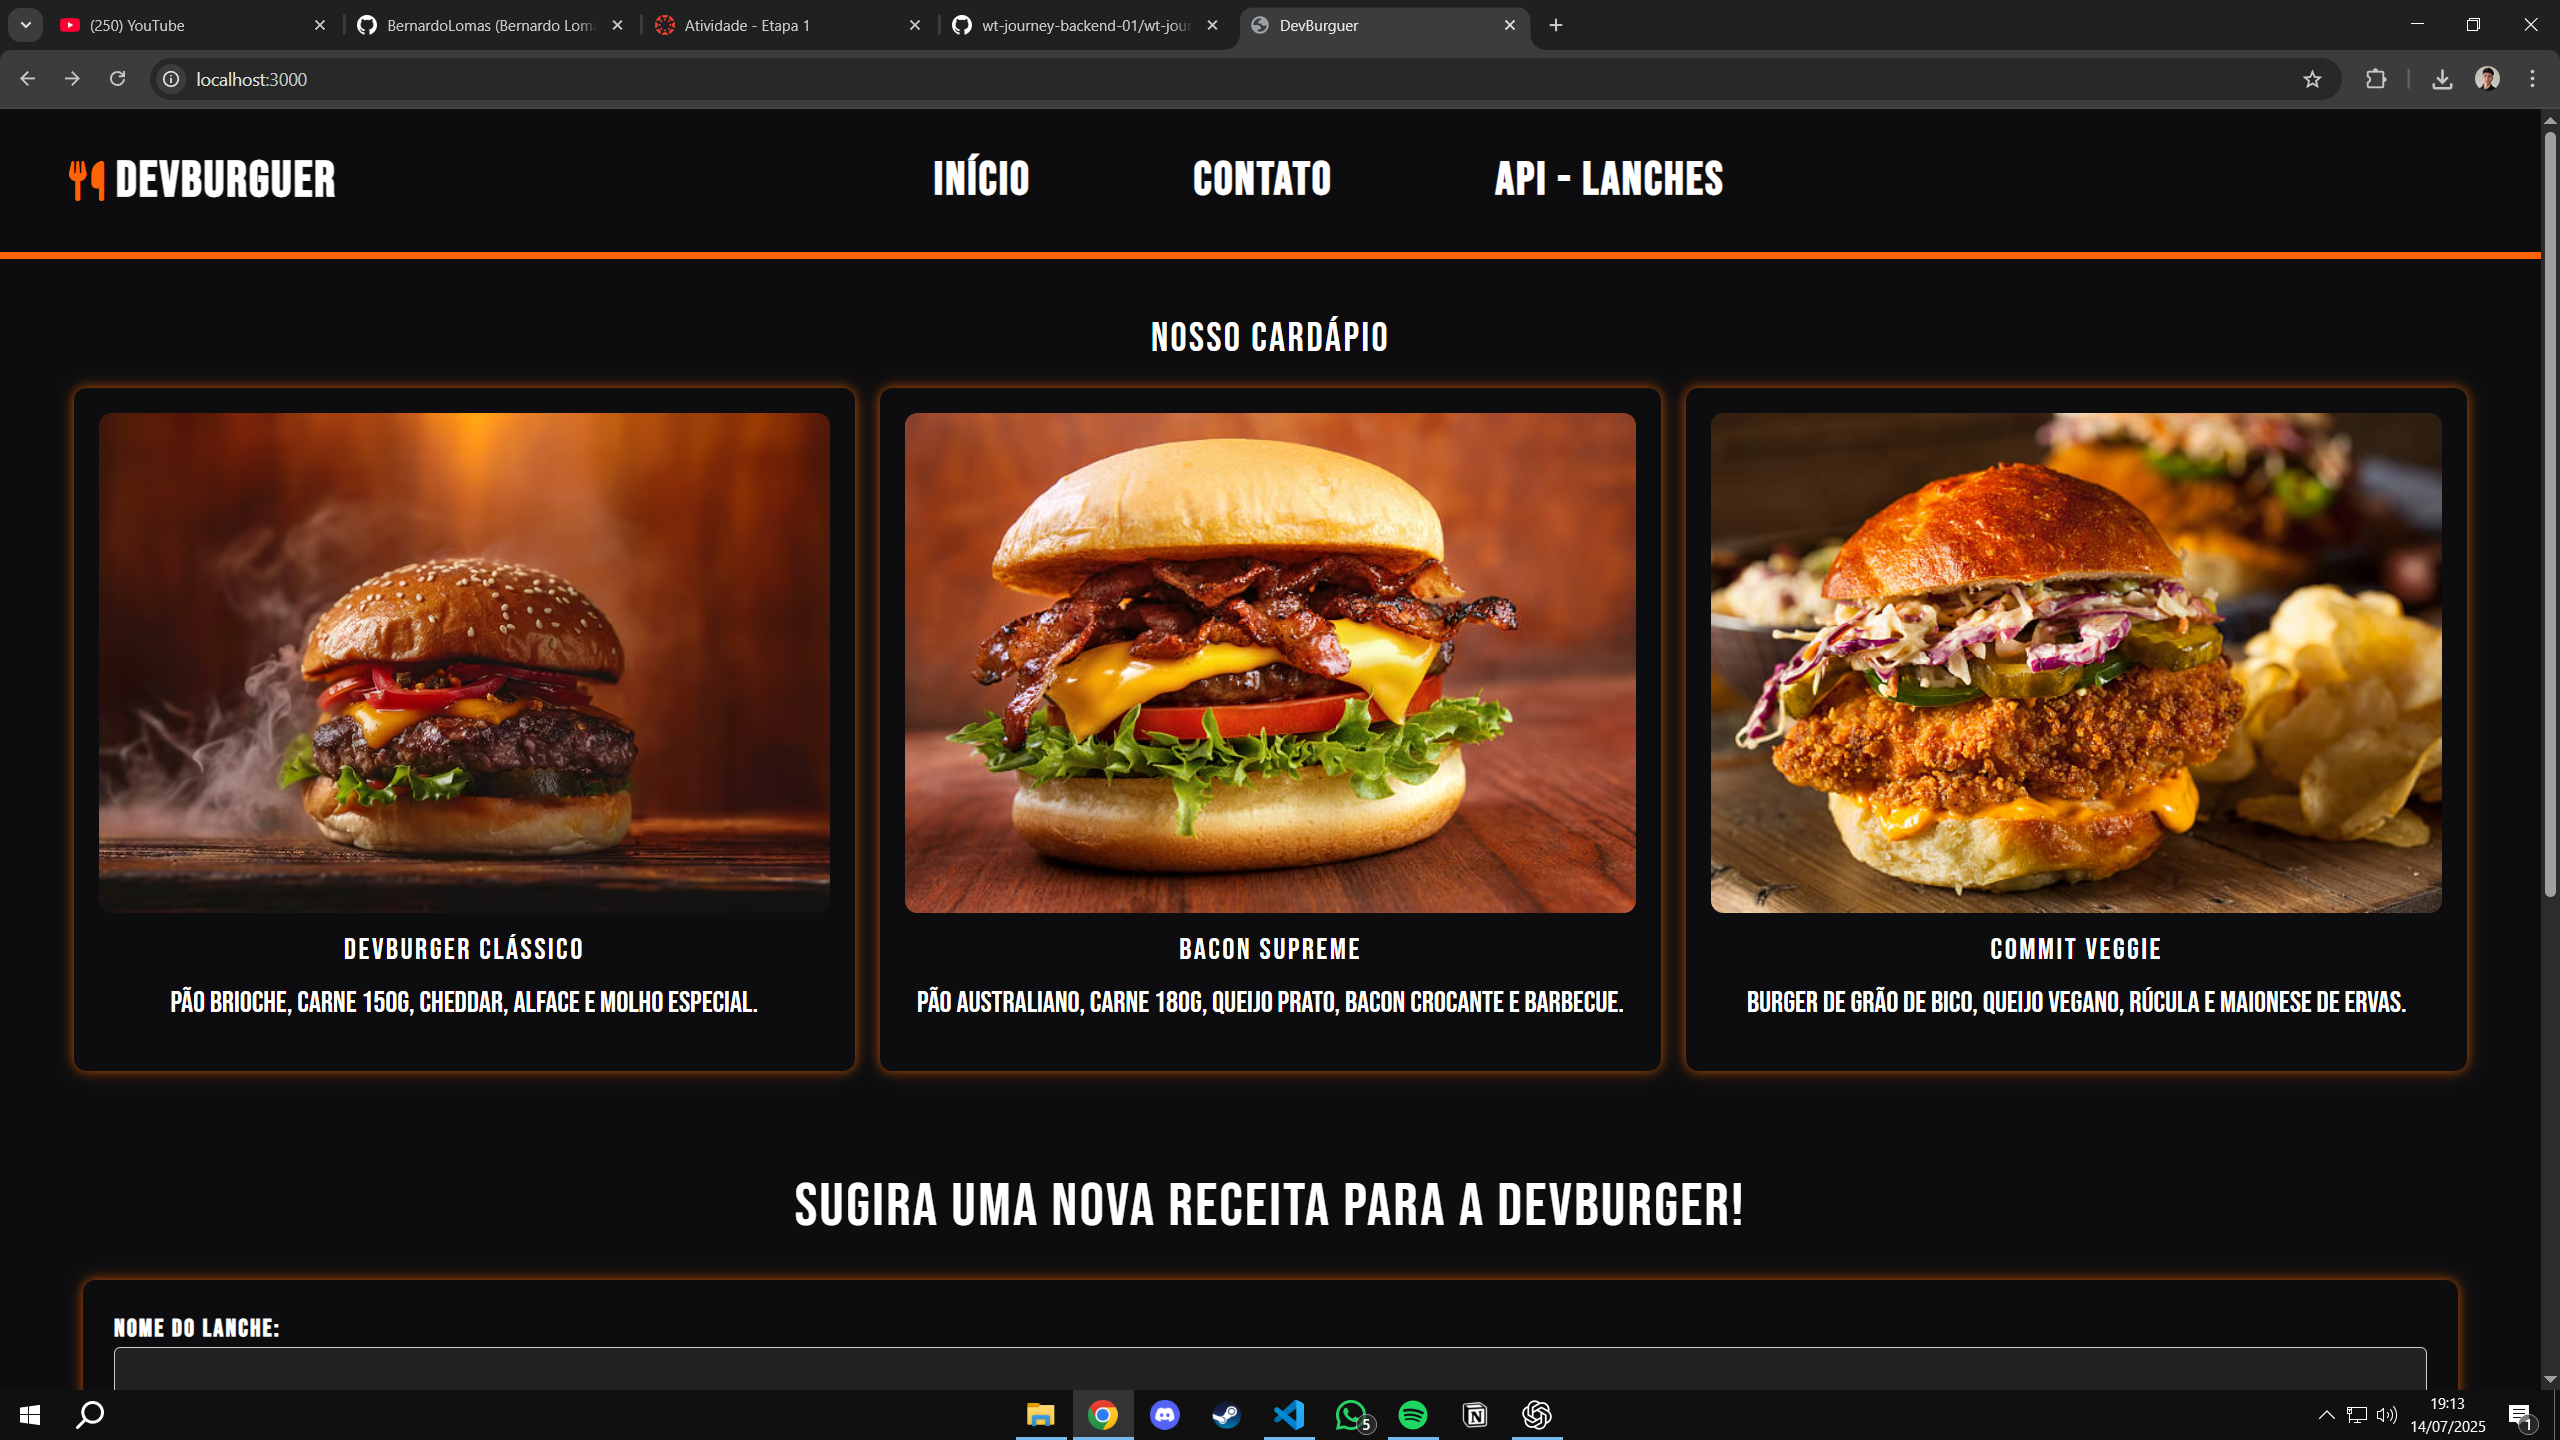 (250) YouTube
BernardoLomas (Bernardo Lom
Atividade - Etapa 1
wt-journey-backend-01/wt-jour
DevBurguer
localhost:3000
DEVBURGUER
INÍCIO
CONTATO
API - LANCHES
NOSSO CARDÁPIO
DEVBURGER CLÁSSICO
PÃO BRIOCHE, CARNE 150G, CHEDDAR, ALFACE E MOLHO ESPECIAL.
BACON SUPREME
PÃO AUSTRALIANO, CARNE 180G, QUEIJO PRATO, BACON CROCANTE E BARBECUE.
COMMIT VEGGIE
BURGER DE GRÃO DE BICO, QUEIJO VEGANO, RÚCULA E MAIONESE DE ERVAS.
SUGIRA UMA NOVA RECEITA PARA A DEVBURGER!
NOME DO LANCHE:
5
19:13
14/07/2025
1